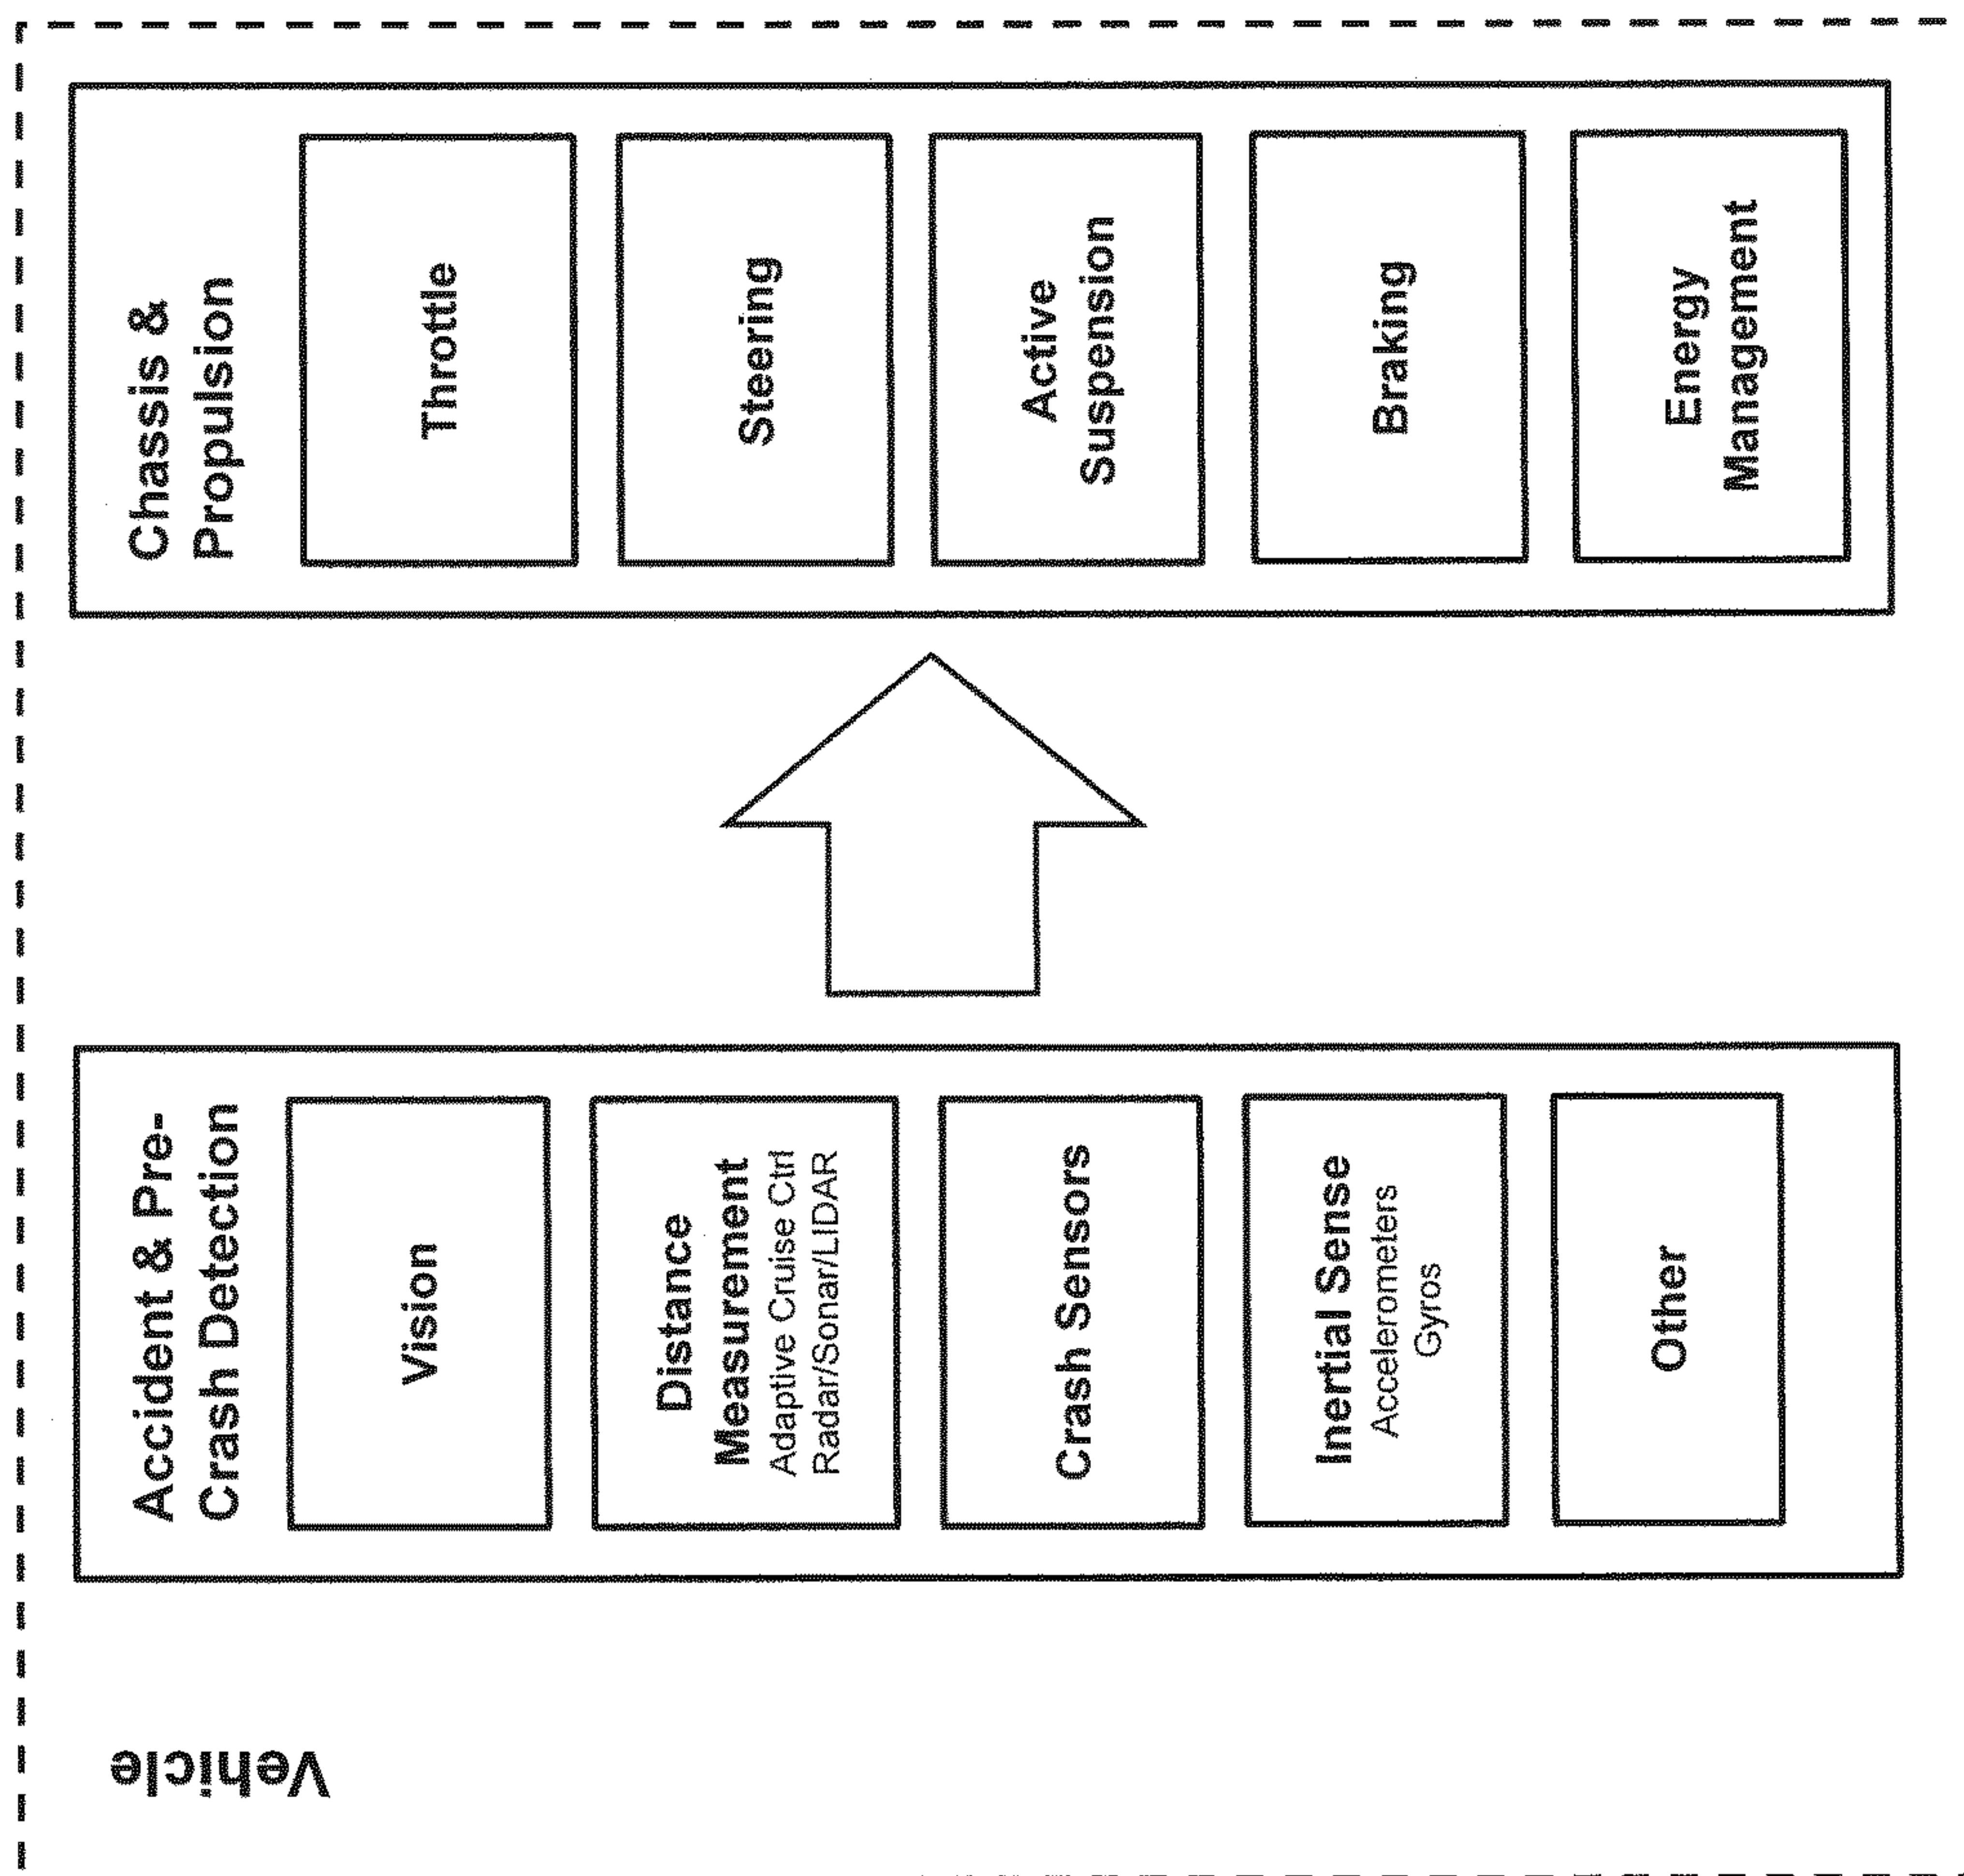 Vehicle
Accident & Pre-
Crash Detection
Vision
Distance
Measurement
Adaptive Cruise Ctrl
Radar/Sonar/LIDAR
Crash Sensors
Inertial Sense
Accelerometers
Gyros
Other
Chassis &
Propulsion
Throttle
Steering
Active
Suspension
Braking
Energy
Management